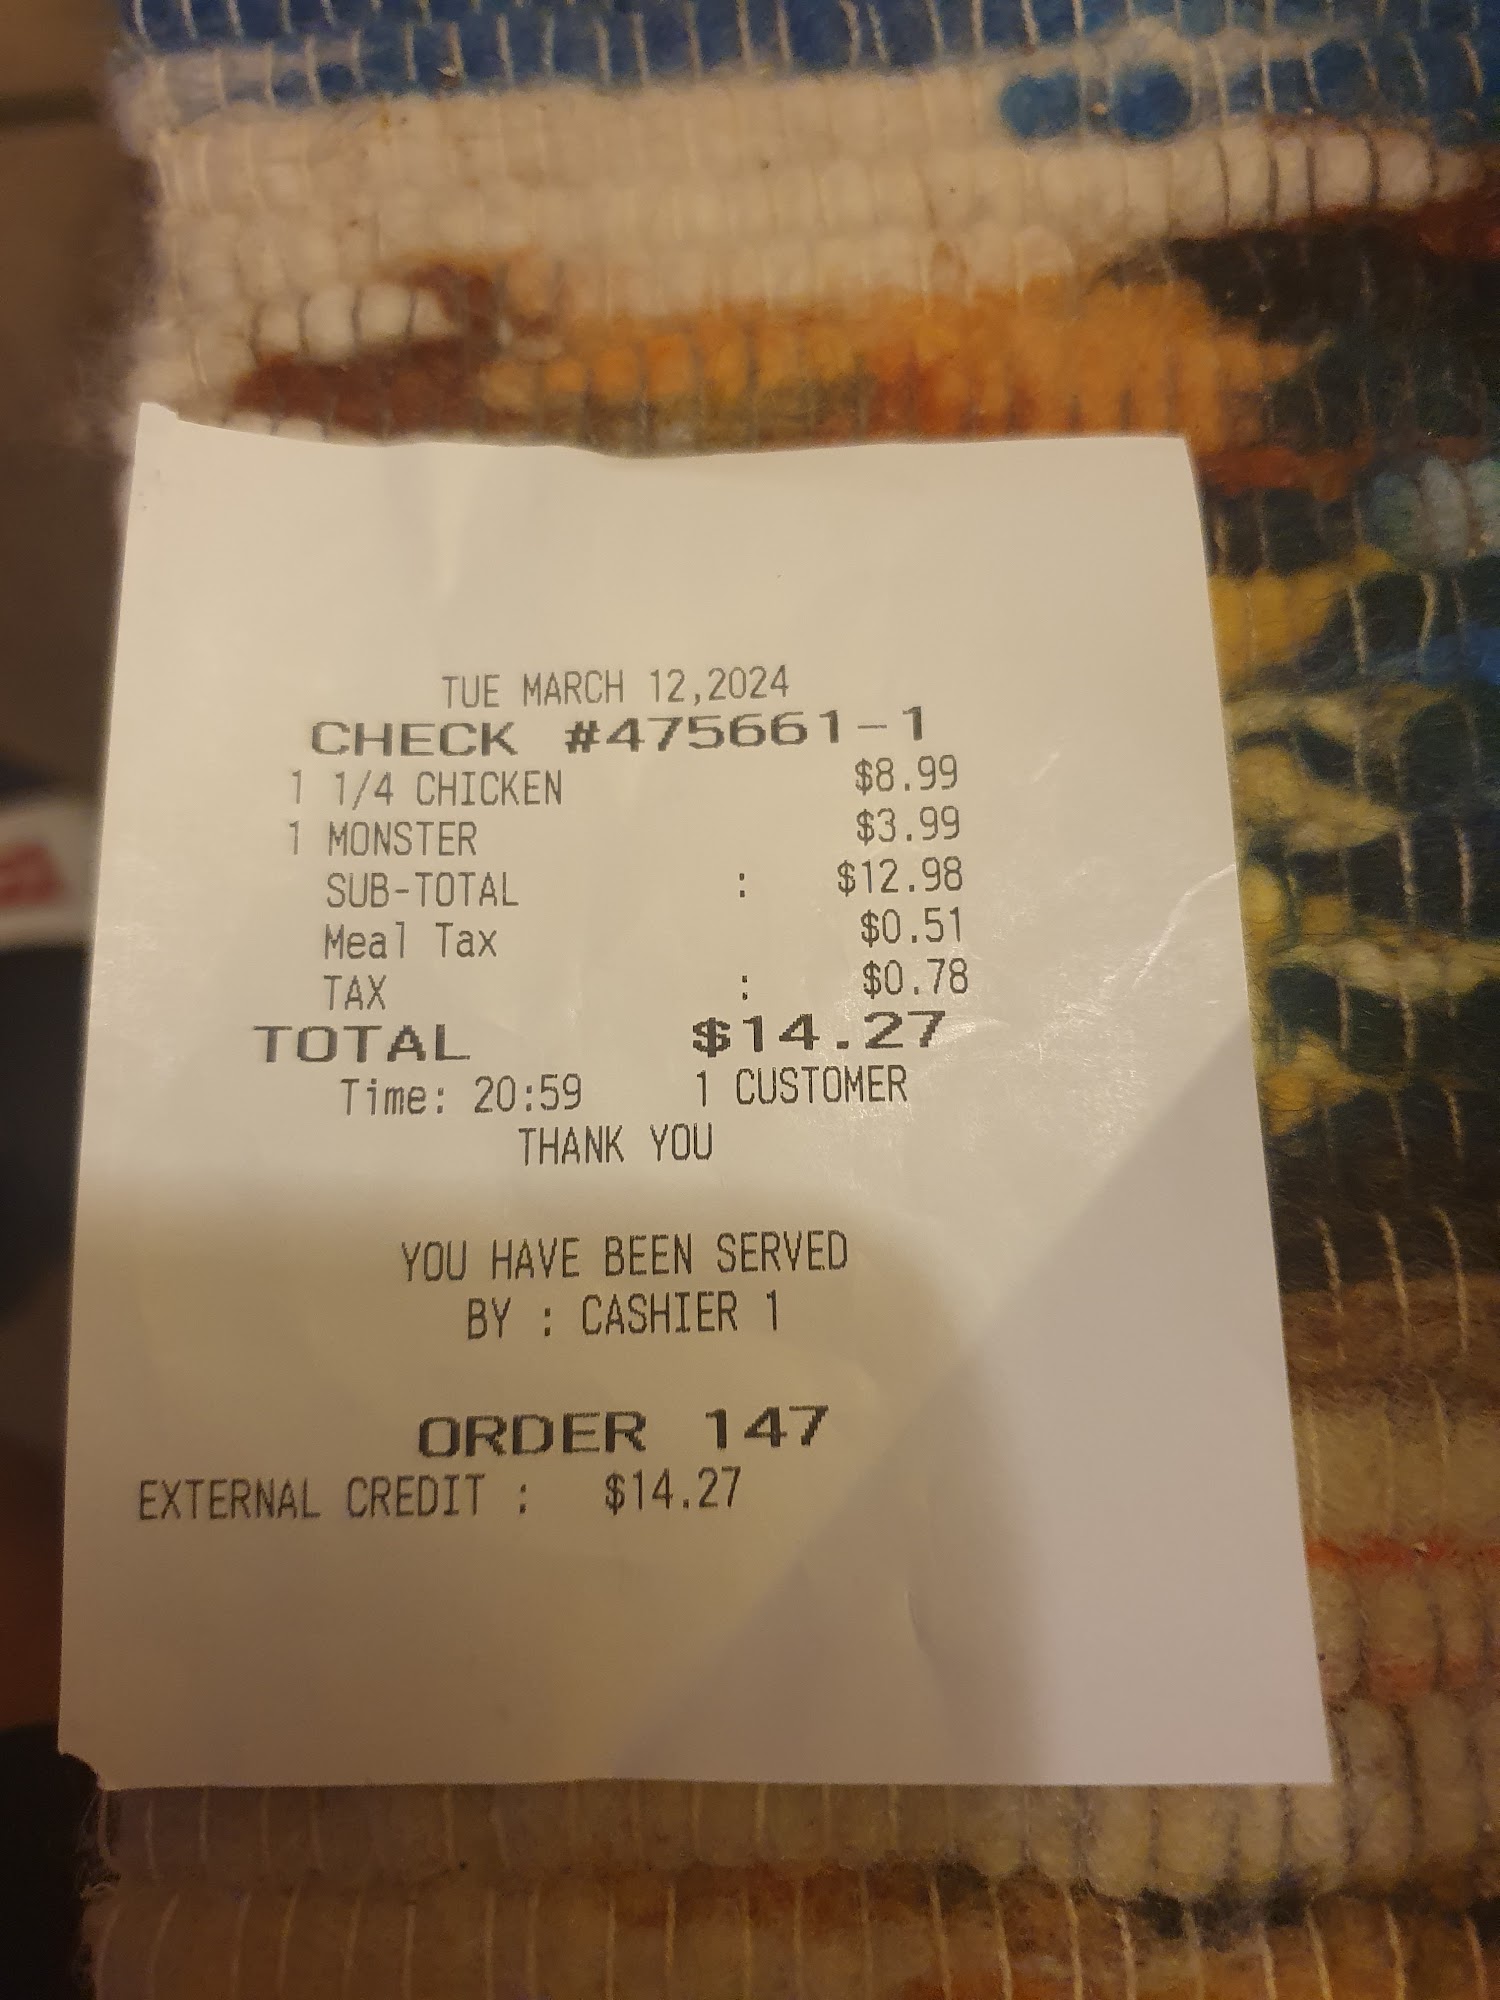 TUE MARCH 12,2024
CHECK #475661-1
1 1/4 CHICKEN $8.99
1 MONSTER $3.99
SUB-TOTAL : $12.98
Meal Tax $0.51
TAX : $0.78
TOTAL $14.27
Time: 20:59 1 CUSTOMER
THANK YOU
YOU HAVE BEEN SERVED
BY : CASHIER 1
ORDER 147
EXTERNAL CREDIT : $14.27